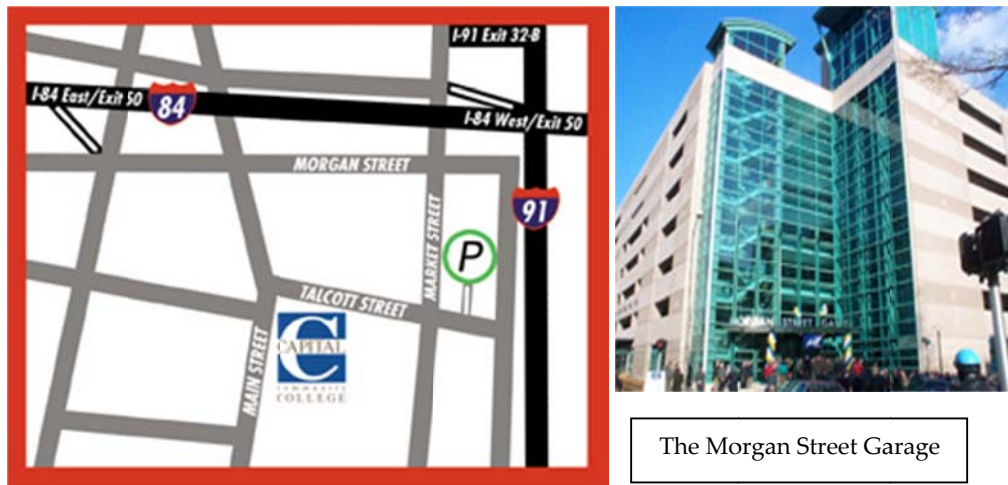 I-91 Exit 32-B
I-84 East/Exit 50
84
I-84 West/Exit 50
MORGAN STREET
91
MARKET STREET
P
TALCOTT STREET
MAIN STREET
C
CAPITAL
community
COLLEGE
MORGAN STREET GARAGE
The Morgan Street Garage